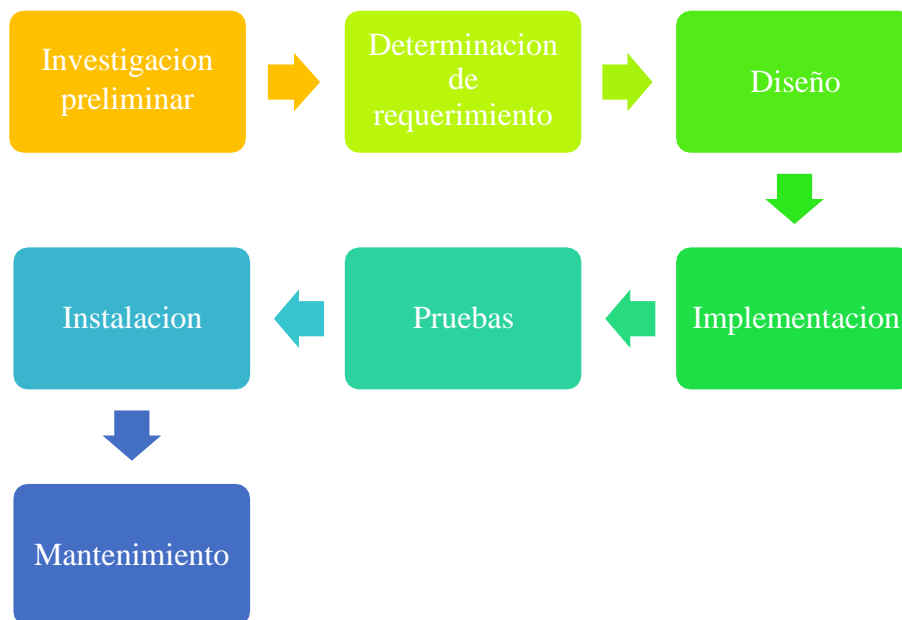 Investigacion
preliminar
Determinacion
de
requerimiento
Diseño
Implementacion
Pruebas
Instalacion
Mantenimiento